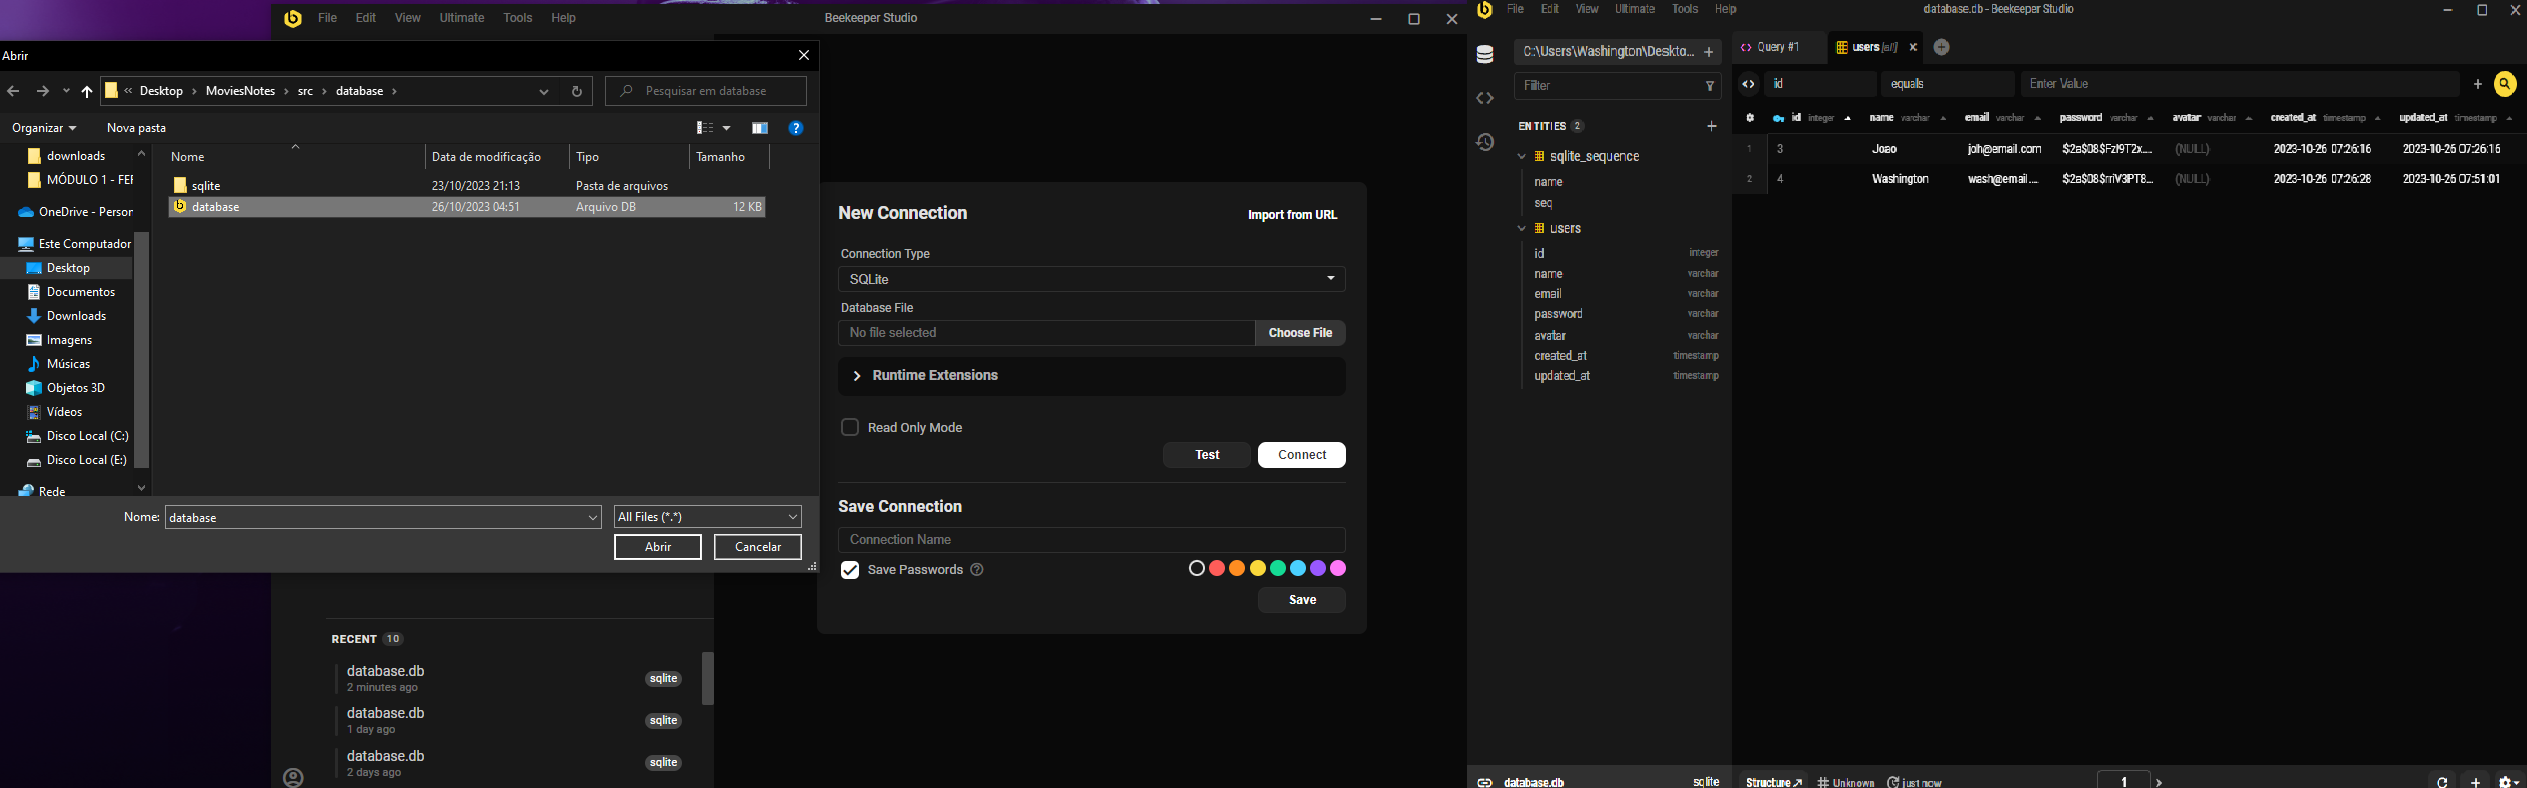 File Edit View Ultimate Tools Help
Beekeeper Studio
Abrir
« Desktop › MoviesNotes › src › database ›
Pesquisar em database
Organizar
Nova pasta
Nome
Data de modificação
Tipo
Tamanho
downloads
MÓDULO 1 - FEF
OneDrive - Person
Este Computador
Desktop
Documentos
Downloads
Imagens
Músicas
Objetos 3D
Vídeos
Disco Local (C:)
Disco Local (E:)
Rede
sqlite 23/10/2023 21:13 Pasta de arquivos
database 26/10/2023 04:51 Arquivo DB 12 KB
Nome: database
All Files (*.*)
Abrir
Cancelar
RECENT 10
database.db sqlite
2 minutes ago
database.db sqlite
1 day ago
database.db sqlite
2 days ago
New Connection
Import from URL
Connection Type
SQLite
Database File
No file selected
Choose File
Runtime Extensions
Read Only Mode
Test
Connect
Save Connection
Connection Name
Save Passwords
Save
File Edit View Ultimate Tools Help
database.db - Beekeeper Studio
C:\Users\Washington\Deskto... +
Filter
ENTITIES 2 +
sqlite_sequence
name
seq
users
id integer
name varchar
email varchar
password varchar
avatar varchar
created_at timestamp
updated_at timestamp
database.db sqlite
Query #1
users [all] x
id
equals
Enter Value
id integer name varchar email varchar password varchar avatar varchar created_at timestamp updated_at timestamp
1 3 Joao joh@email.com (NULL) 2023-10-26 07:26:16 2023-10-26 07:26:16
2 4 Washington wash@email.... (NULL) 2023-10-26 07:26:28 2023-10-26 07:51:01
Structure
Unknown
just now
1